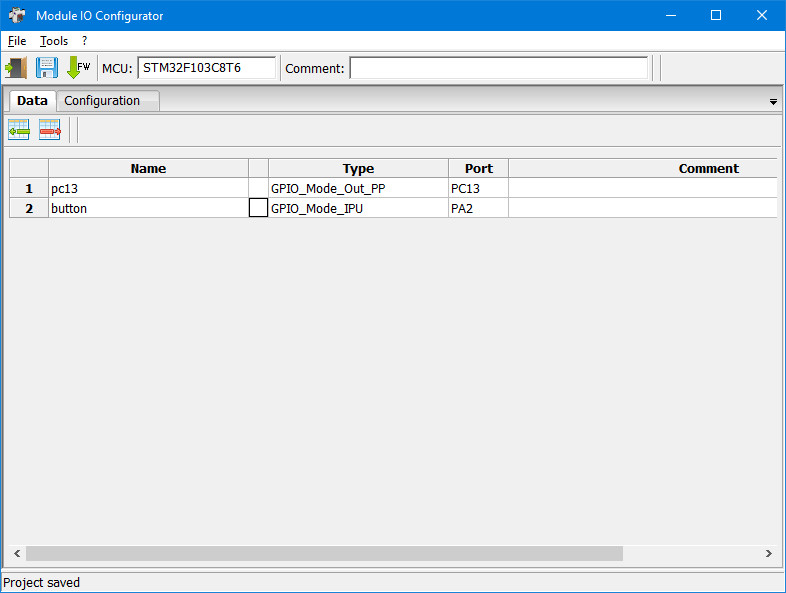 Module IO Configurator
File Tools ?
FW MCU: STM32F103C8T6 Comment:
Data Configuration
Name Type Port Comment
1 pc13 GPIO_Mode_Out_PP PC13
2 button GPIO_Mode_IPU PA2
Project saved